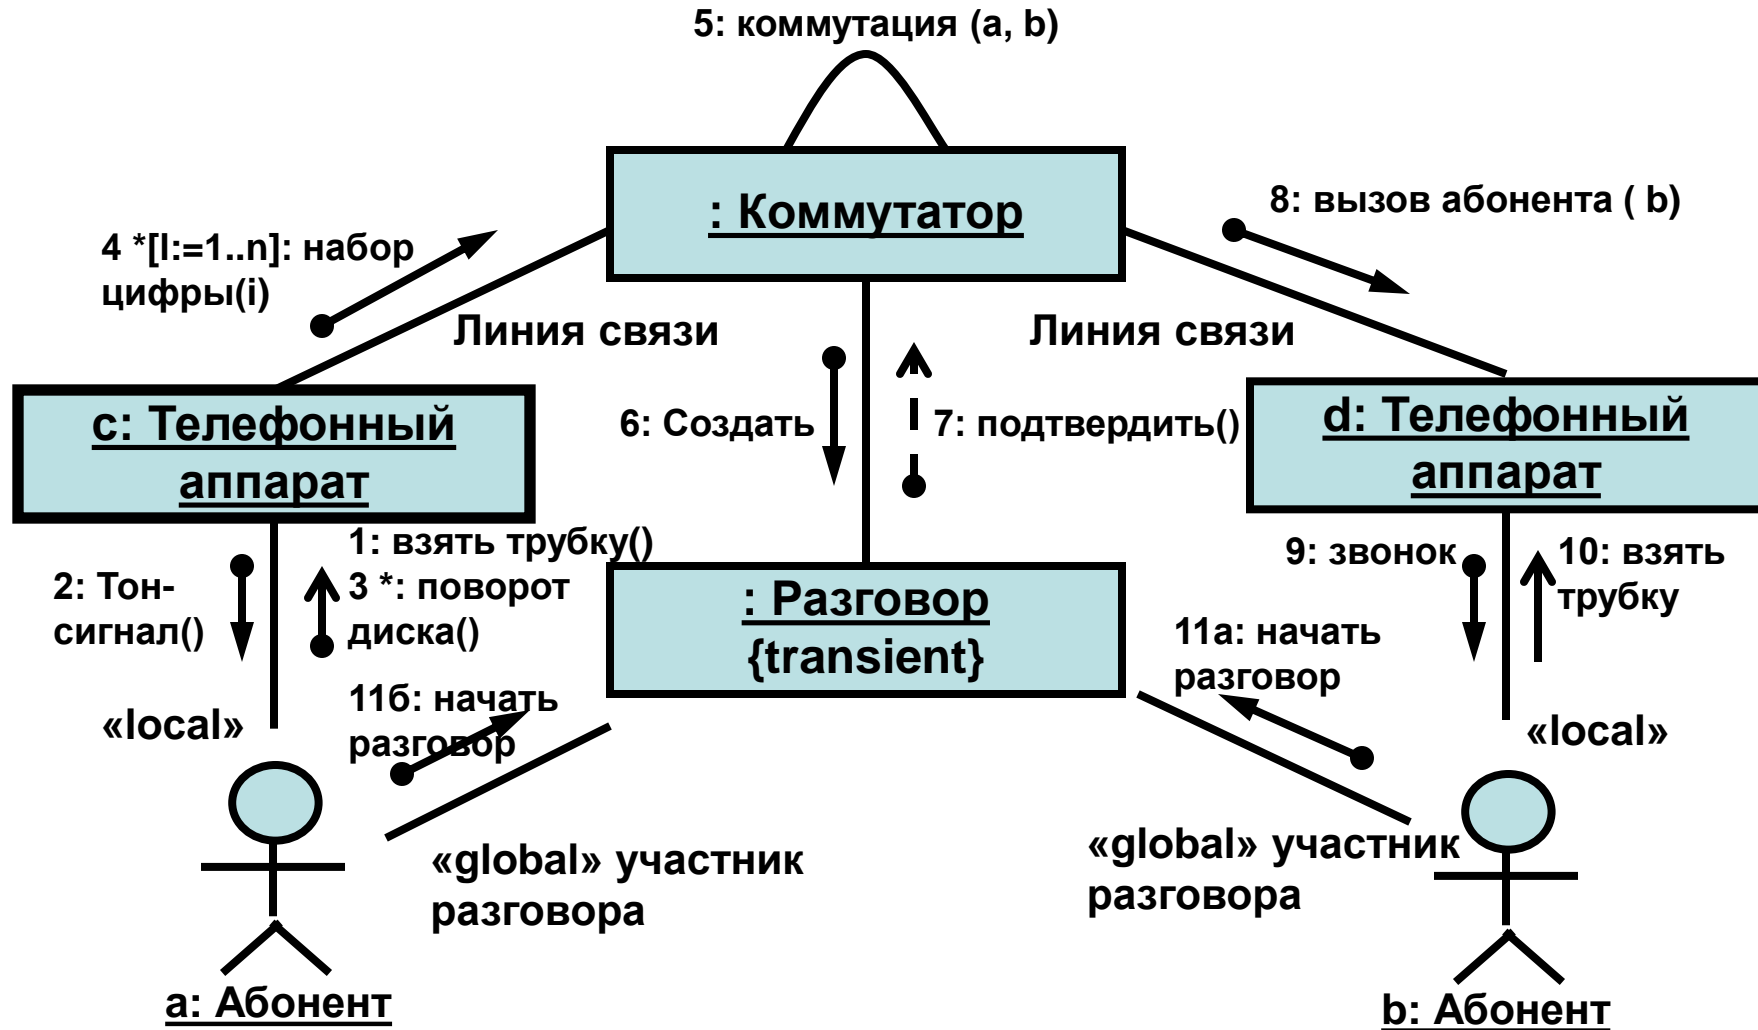 5: коммутация (a, b)
: Коммутатор
8: вызов абонента ( b)
4 *[I:=1..n]: набор
цифры(i)
Линия связи
Линия связи
c: Телефонный
аппарат
6: Создать
7: подтвердить()
d: Телефонный
аппарат
1: взять трубку()
2: Тон-
сигнал()
3 *: поворот
диска()
: Разговор
{transient}
9: звонок
10: взять
трубку
11а: начать
разговор
11б: начать
разговор
«local»
«local»
«global» участник
разговора
«global» участник
разговора
a: Абонент
b: Абонент